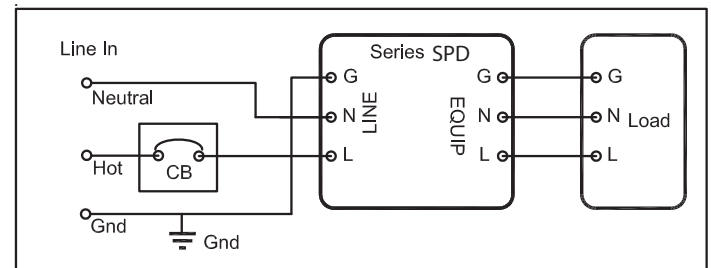 Line In
Series SPD
G
G
G
Neutral
N
LINE
EQUIP
N
N
Load
Hot
CB
L
L
L
Gnd
Gnd